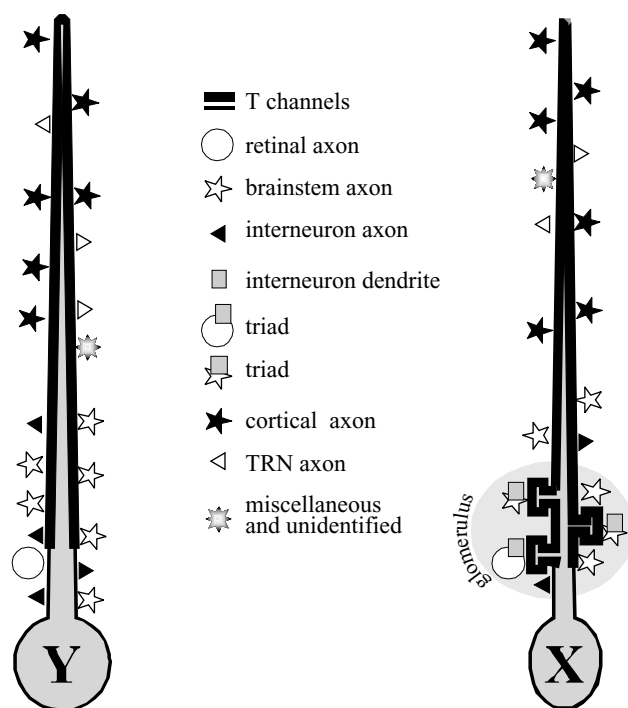 T channels
retinal axon
brainstem axon
interneuron axon
interneuron dendrite
triad
triad
cortical axon
TRN axon
miscellaneous
and unidentified
glomerulus
Y
X